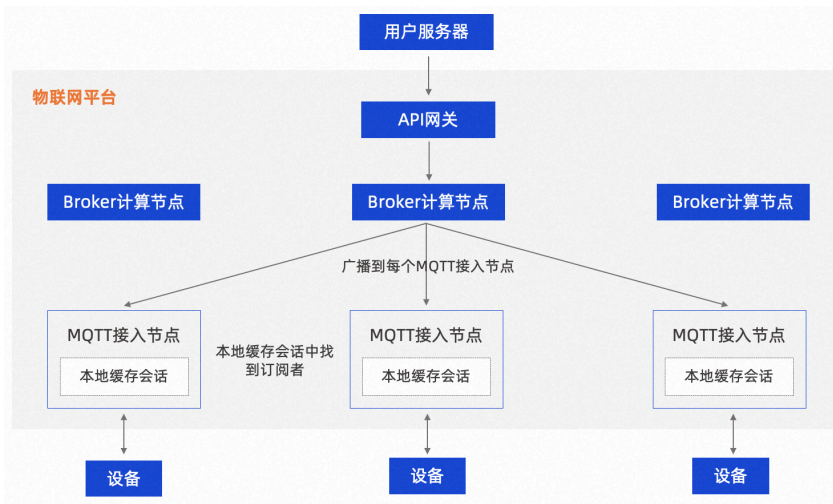 用户服务器
物联网平台
API网关
Broker计算节点
Broker计算节点
Broker计算节点
广播到每个MQTT接入节点
MQTT接入节点
本地缓存会话
本地缓存会话中找
到订阅者
MQTT接入节点
本地缓存会话
MQTT接入节点
本地缓存会话
设备
设备
设备